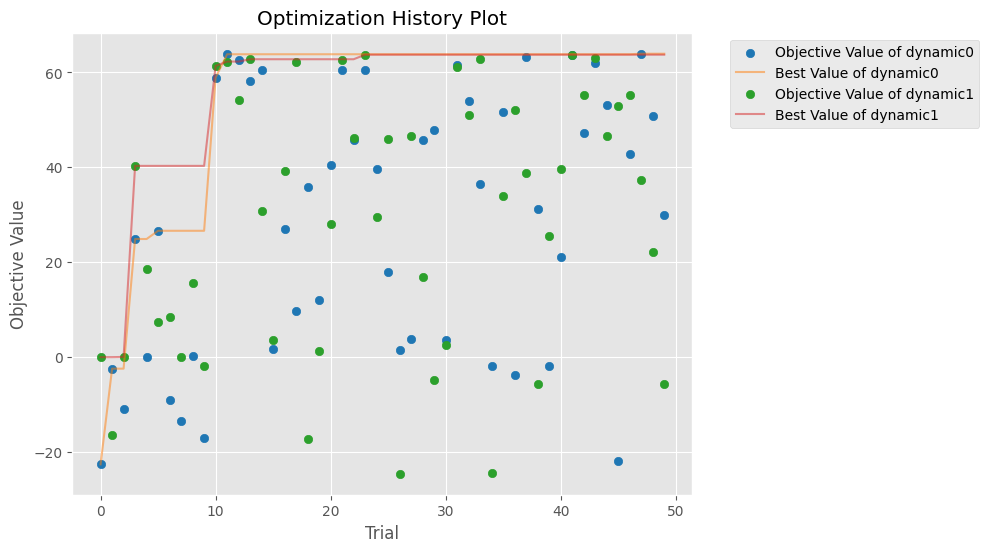 Optimization History Plot
Objective Value of dynamic0
Best Value of dynamic0
Objective Value of dynamic1
Best Value of dynamic1
Objective Value
60
40
20
0
−20
0 10 20 30 40 50
Trial